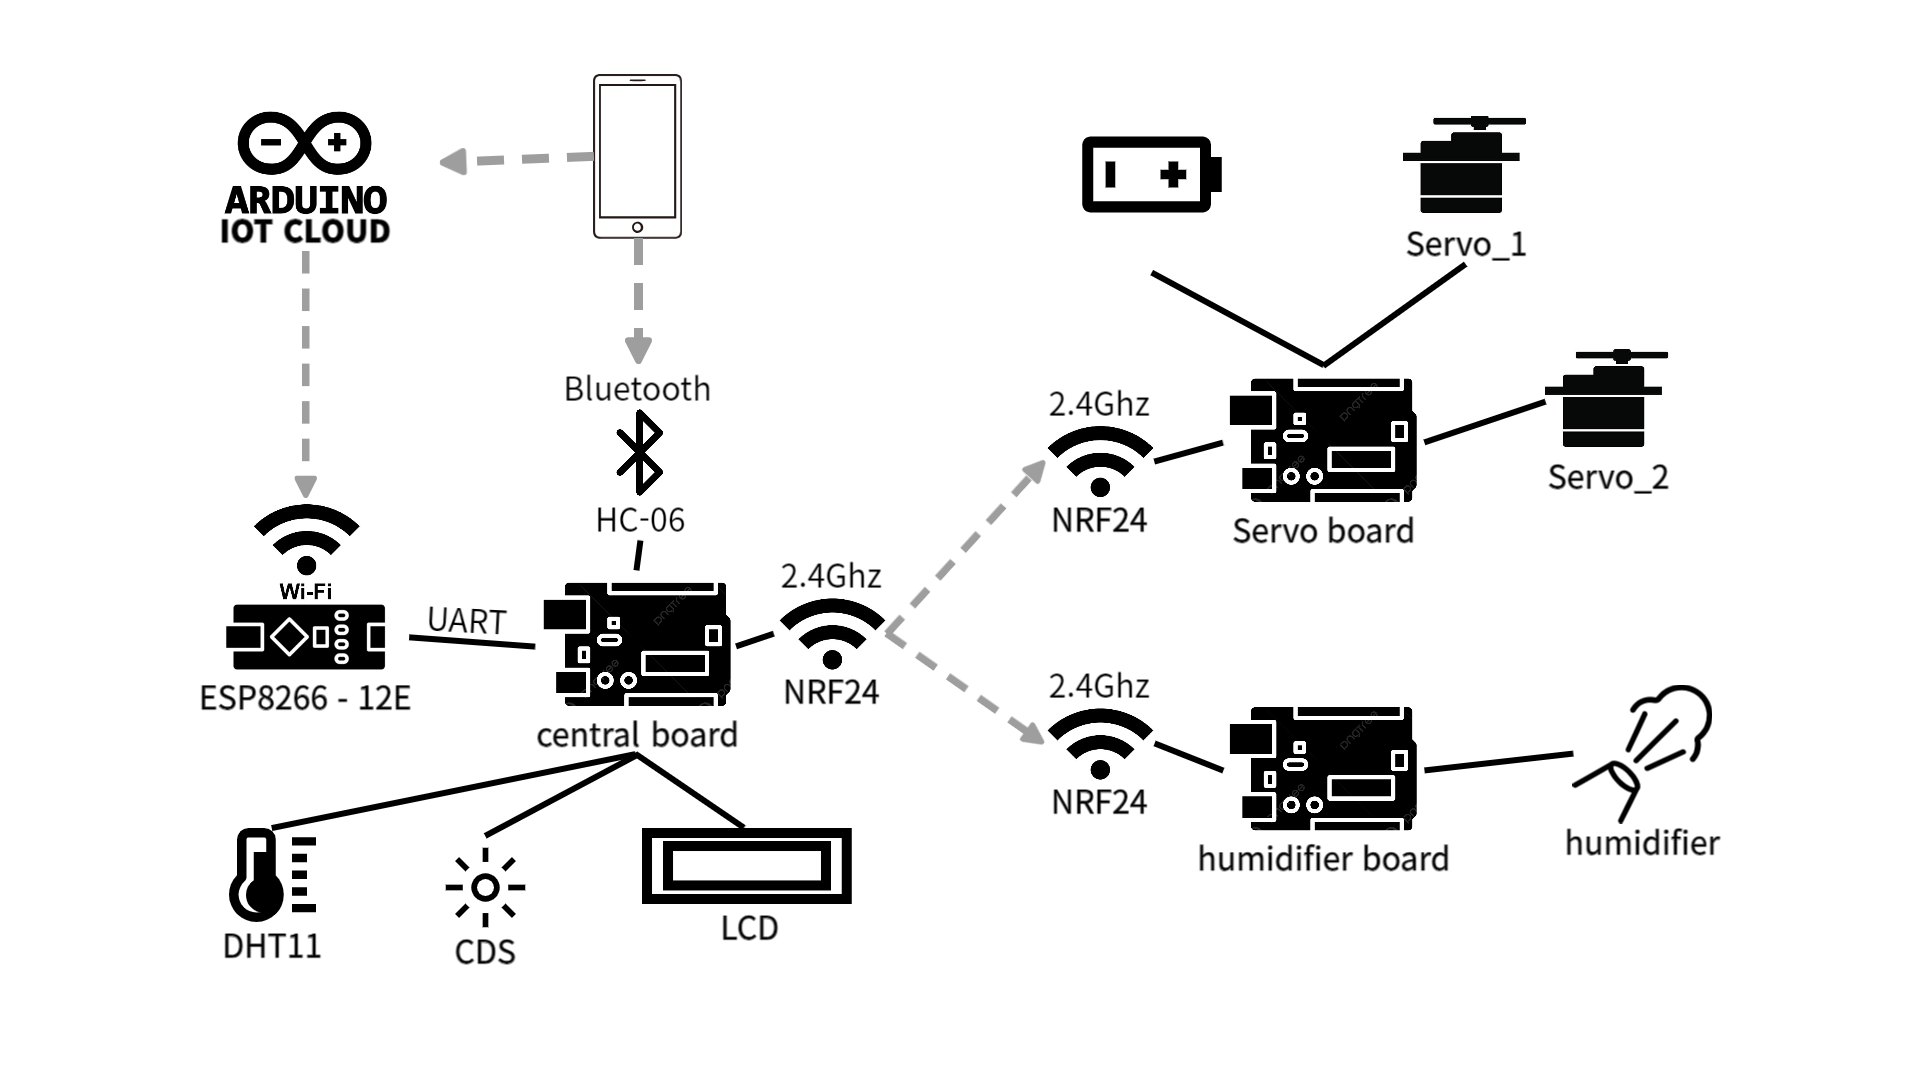 ARDUINO
IOT CLOUD
Servo_1
Bluetooth
2.4Ghz
Servo_2
HC-06
NRF24
Servo board
Wi-Fi
UART
2.4Ghz
ESP8266 - 12E
NRF24
2.4Ghz
central board
NRF24
humidifier board
humidifier
DHT11
CDS
LCD